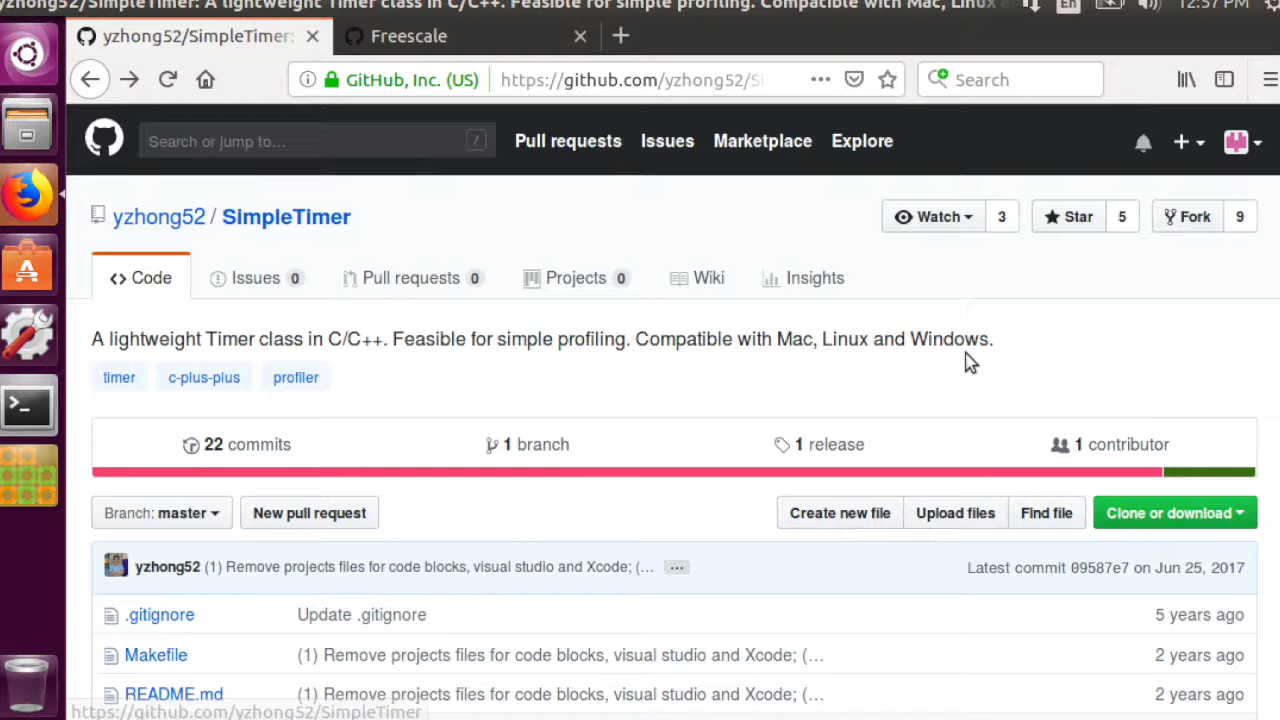 yzhong52/SimpleTimer: A lightweight Timer class in C/C++. Feasible for simple profiling. Compatible with Mac, Linux a
En
12:57 PM
yzhong52/SimpleTimer:
Freescale
GitHub, Inc. (US)
https://github.com/yzhong52/Si
Search
Search or jump to...
/
Pull requests
Issues
Marketplace
Explore
yzhong52 / SimpleTimer
Watch 3
Star 5
Fork 9
Code
Issues 0
Pull requests 0
Projects 0
Wiki
Insights
A lightweight Timer class in C/C++. Feasible for simple profiling. Compatible with Mac, Linux and Windows.
timer
c-plus-plus
profiler
22 commits
1 branch
1 release
1 contributor
Branch: master
New pull request
Create new file
Upload files
Find file
Clone or download
yzhong52 (1) Remove projects files for code blocks, visual studio and Xcode; (…
Latest commit 09587e7 on Jun 25, 2017
.gitignore
Update .gitignore
5 years ago
Makefile
(1) Remove projects files for code blocks, visual studio and Xcode; (…
2 years ago
README.md
(1) Remove projects files for code blocks, visual studio and Xcode; (…
2 years ago
https://github.com/yzhong52/SimpleTimer